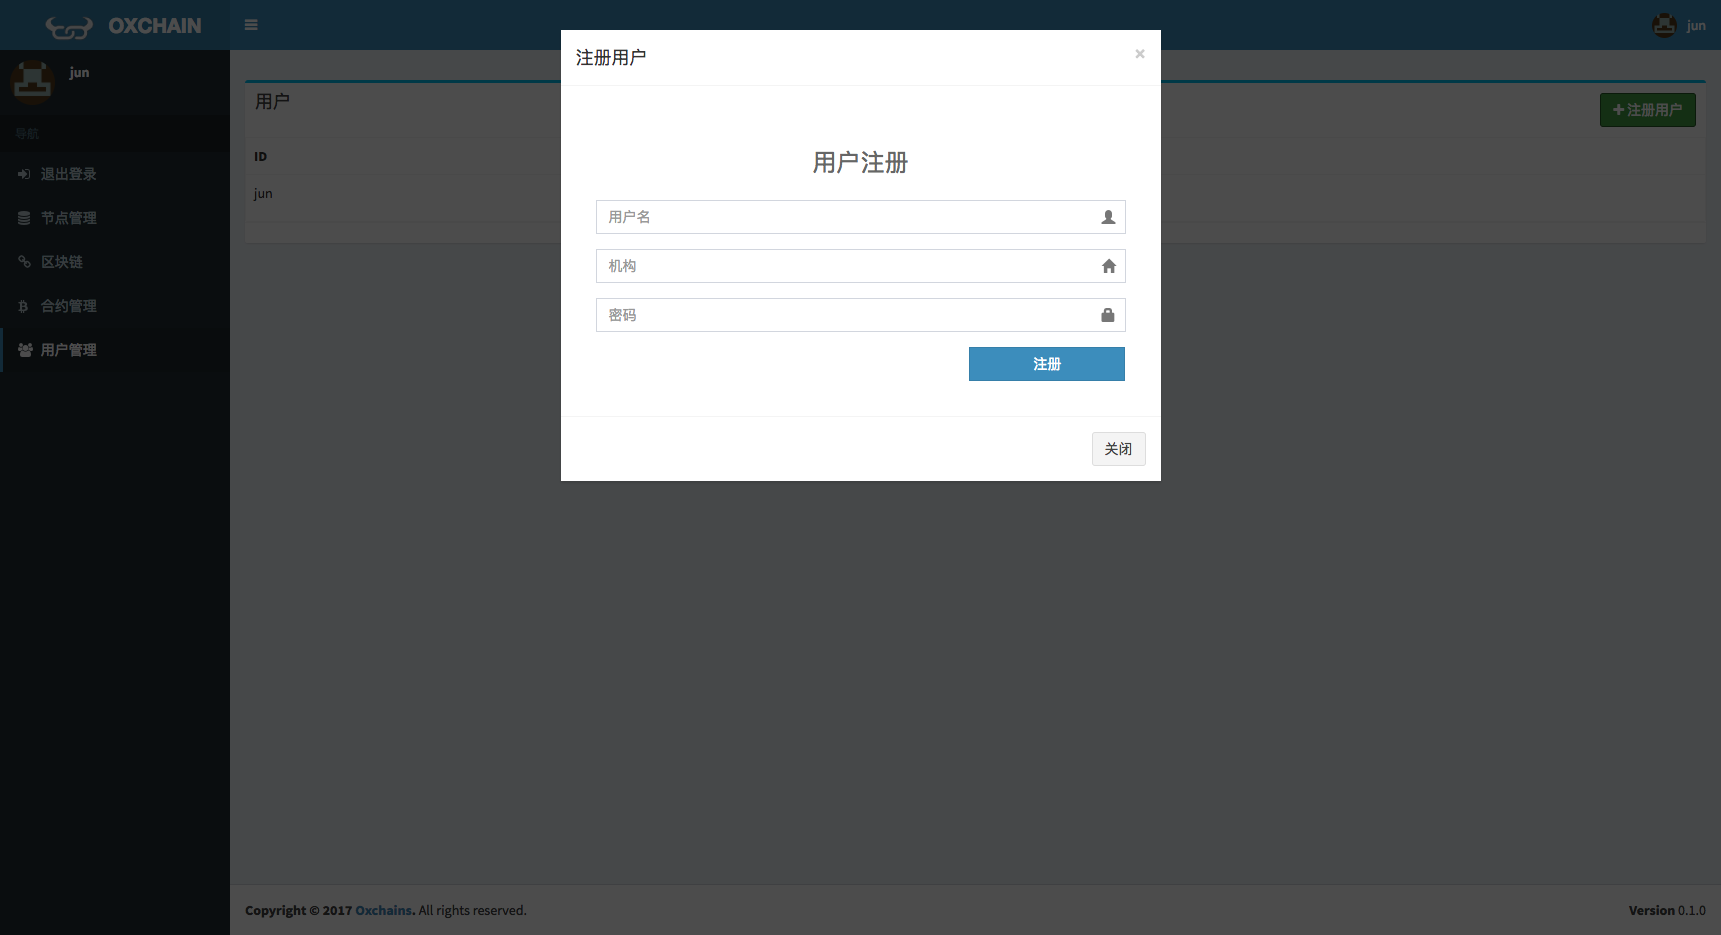 OXCHAIN
jun
jun
导航
退出登录
节点管理
区块链
合约管理
用户管理
用户
注册用户
ID
jun
注册用户
×
用户注册
用户名
机构
密码
注册
关闭
Copyright © 2017 Oxchains. All rights reserved.
Version 0.1.0